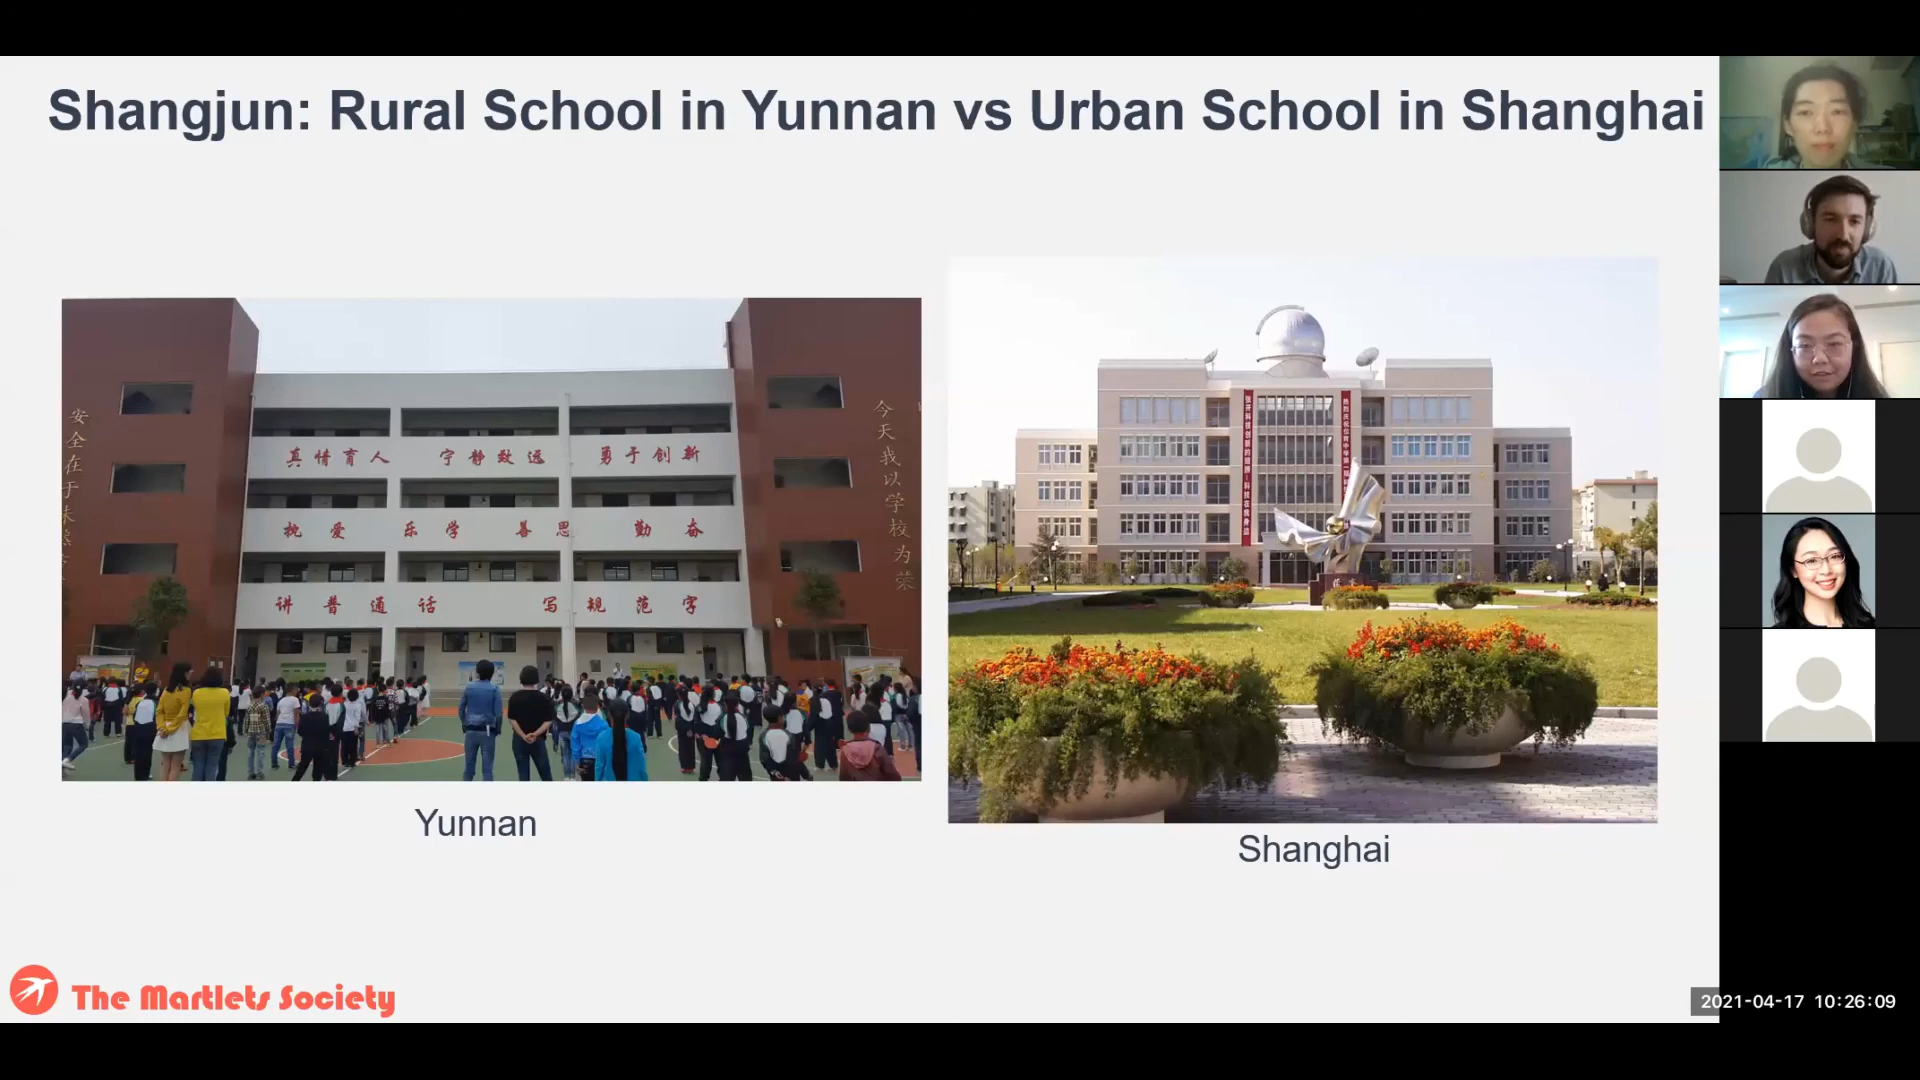 Shangjun: Rural School in Yunnan vs Urban School in Shanghai
安全在于
今天我以学校为荣
真情育人 宁静致远 勇于创新
挚爱 乐学 善思 勤奋
讲普通话 写规范字
Yunnan
Shanghai
The Martlets Society
2021-04-17 10:26:09